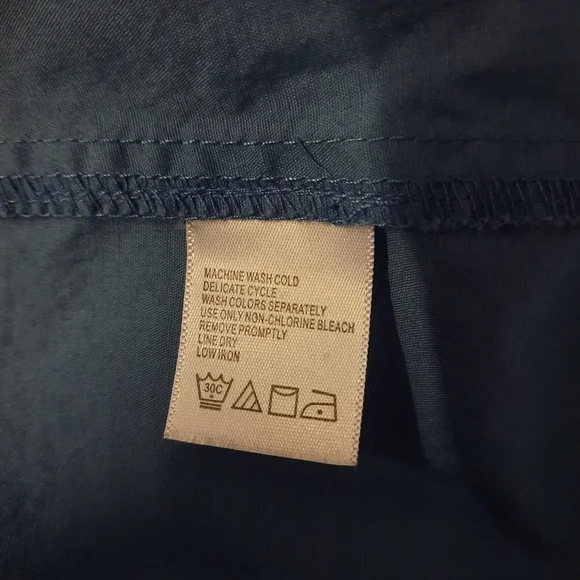 MACHINE WASH COLD
DELICATE CYCLE
WASH COLORS SEPARATELY
USE ONLY NON-CHLORINE BLEACH
REMOVE PROMPTLY
LINE DRY
LOW IRON
30C